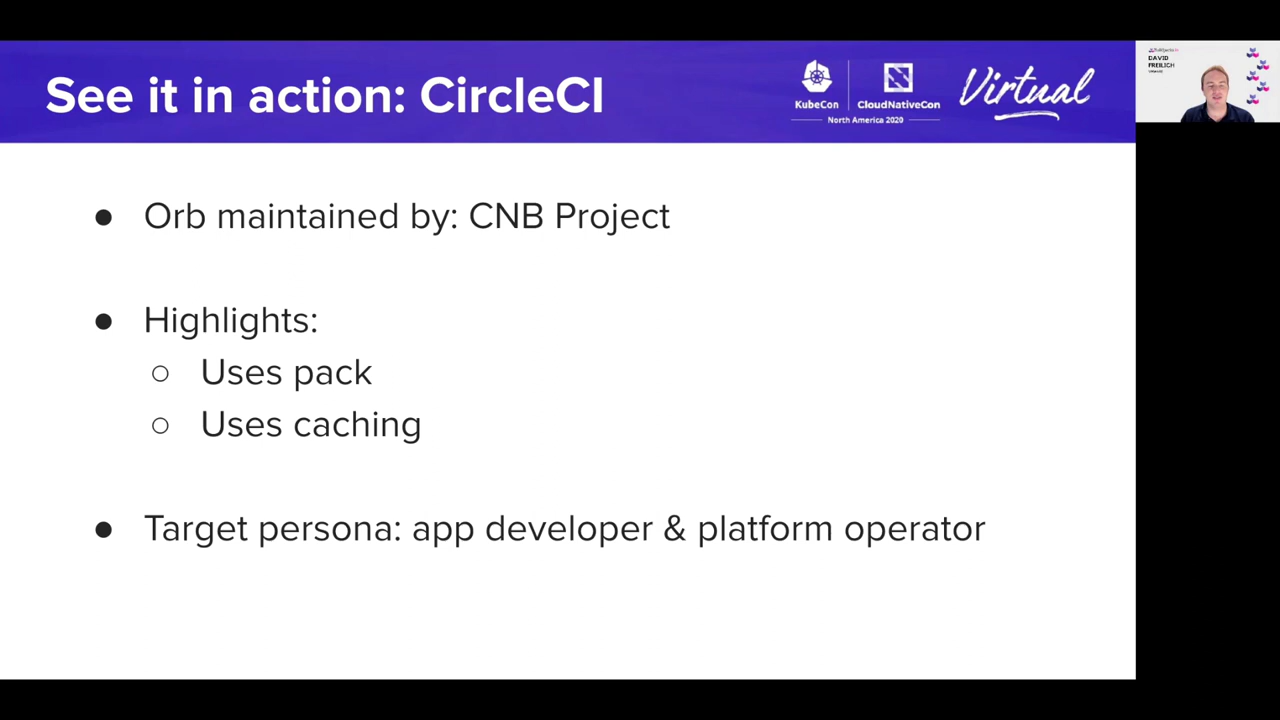 See it in action: CircleCI
KubeCon
CloudNativeCon
North America 2020
Virtual
DAVID
FREILICH
● Orb maintained by: CNB Project
● Highlights:
○ Uses pack
○ Uses caching
● Target persona: app developer & platform operator